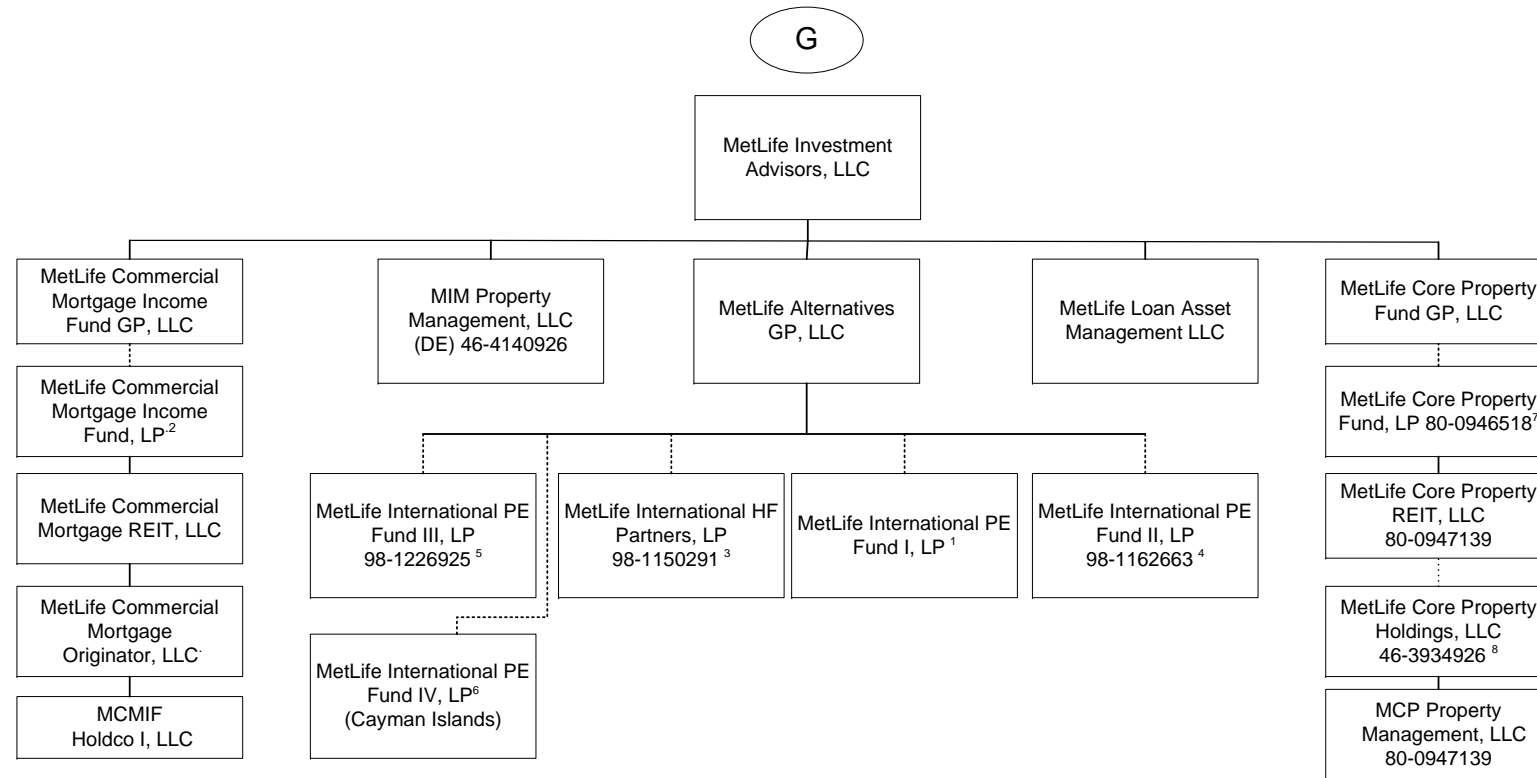 G
MetLife Investment
Advisors, LLC
MetLife Commercial
Mortgage Income
Fund GP, LLC
MIM Property
Management, LLC
(DE) 46-4140926
MetLife Alternatives
GP, LLC
MetLife Loan Asset
Management LLC
MetLife Core Property
Fund GP, LLC
MetLife Commercial
Mortgage Income
Fund, LP.2
MetLife Core Property
Fund, LP 80-0946518 7
MetLife Commercial
Mortgage REIT, LLC
MetLife International PE
Fund III, LP
98-1226925 5
MetLife International HF
Partners, LP
98-1150291 3
MetLife International PE
Fund I, LP 1
MetLife International PE
Fund II, LP
98-1162663 4
MetLife Core Property
REIT, LLC
80-0947139
MetLife Commercial
Mortgage
Originator, LLC.
MetLife International PE
Fund IV, LP6
(Cayman Islands)
MetLife Core Property
Holdings, LLC
46-3934926 8
MCMIF
Holdco I, LLC
MCP Property
Management, LLC
80-0947139